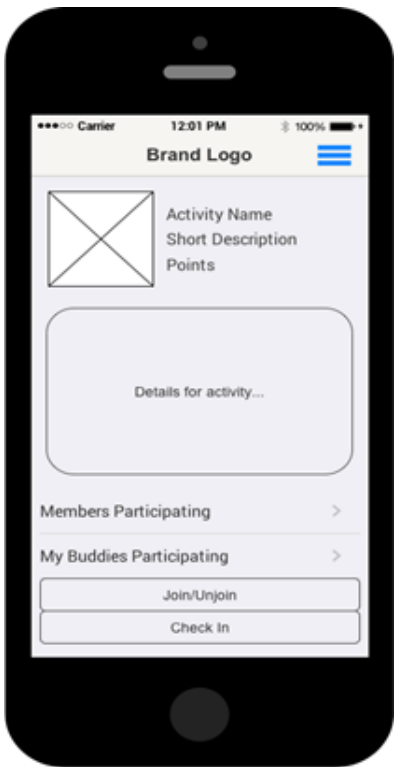 Carrier 12:01 PM 100%
Brand Logo
Activity Name
Short Description
Points
Details for activity...
Members Participating
My Buddies Participating
Join/Unjoin
Check In